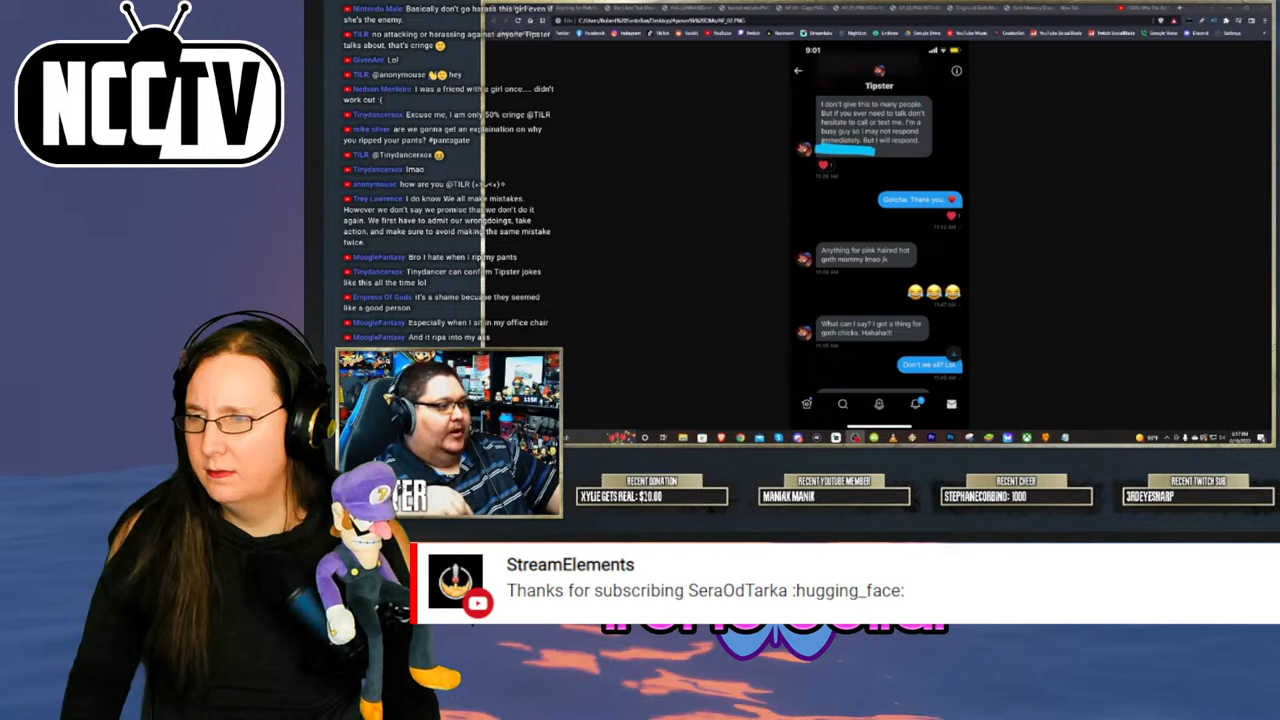 NCCTV
Nintendo Male: Basically don't go harass this girl even if
she's the enemy.
TILR: no attacking or harassing against anyone Tipster
talks about, that's cringe
GivenAnt: Lol
TILR: @anonymouse hey
Nedson Monteiro: I was a friend with a girl once.... didn't
work out :(
Tinydancerxox: Excuse me, I am only 50% cringe @TILR
mike silver: are we gonna get an explaination on why
you ripped your pants? #pantsgate
TILR: @Tinydancerxox
Tinydancerxox: lmao
anonymouse: how are you @TILR
Trey Lawrence: I do know We all make mistakes.
However we don't say we promise that we don't do it
again. We first have to admit our wrongdoings, take
action, and make sure to avoid making the same mistake
twice.
MoogleFantasy: Bro I hate when I rip my pants
Tinydancerxox: Tinydancer can confirm Tipster jokes
like this all the time lol
Empress Of Gods: it's a shame because they seemed
like a good person
MoogleFantasy: Especially when I sit in my office chair
MoogleFantasy: And it rips into my ass
9:01
Tipster
I don't give this to many people.
But if you ever need to talk don't
hesitate to call or text me. I'm a
busy guy so I may not respond
immediately. But I will respond.
Gotcha. Thank you.
Anything for pink haired hot
goth mommy lmao jk
What can I say? I got a thing for
goth chicks. Hahaha!!!
Don't we all? Lol.
KER
RECENT DONATION
XYLIE GETS REAL: $10.00
RECENT YOUTUBE MEMBER
MANIAK MANIK
RECENT CHEER
STEPHANECORBINO: 1000
RECENT TWITCH SUB
3RDEYESHARP
StreamElements
Thanks for subscribing SeraOdTarka :hugging_face: